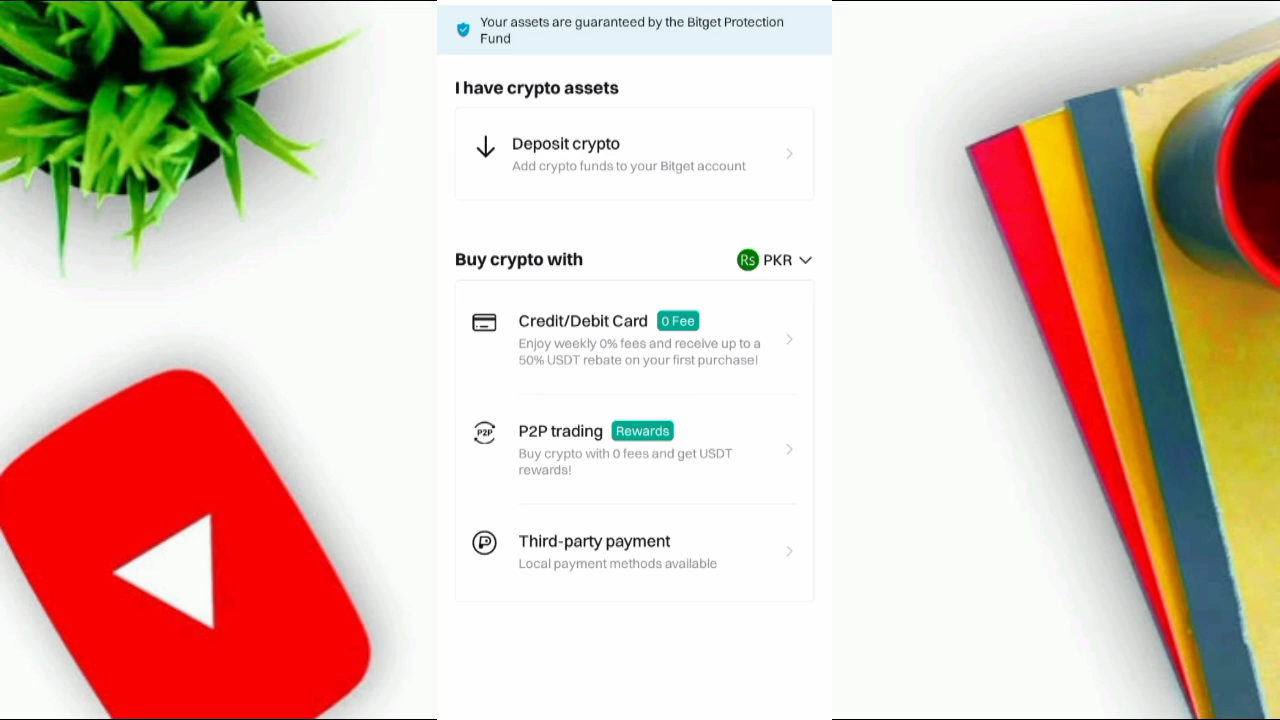 Your assets are guaranteed by the Bitget Protection
Fund
I have crypto assets
Deposit crypto
Add crypto funds to your Bitget account
Buy crypto with
Rs PKR
Credit/Debit Card 0 Fee
Enjoy weekly 0% fees and receive up to a
50% USDT rebate on your first purchase!
P2P
P2P trading Rewards
Buy crypto with 0 fees and get USDT
rewards!
Third-party payment
Local payment methods available